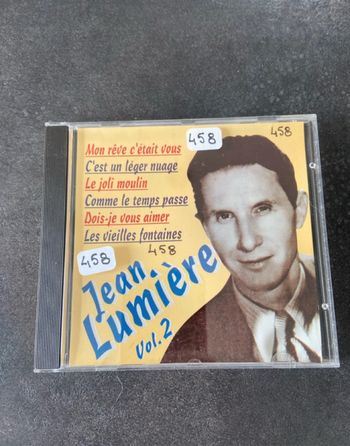 458
458
Mon rêve c'était vous
C'est un léger nuage
Le joli moulin
Comme le temps passe
Dois-je vous aimer
Les vieilles fontaines
458
458
Jean
Lumière
Vol. 2